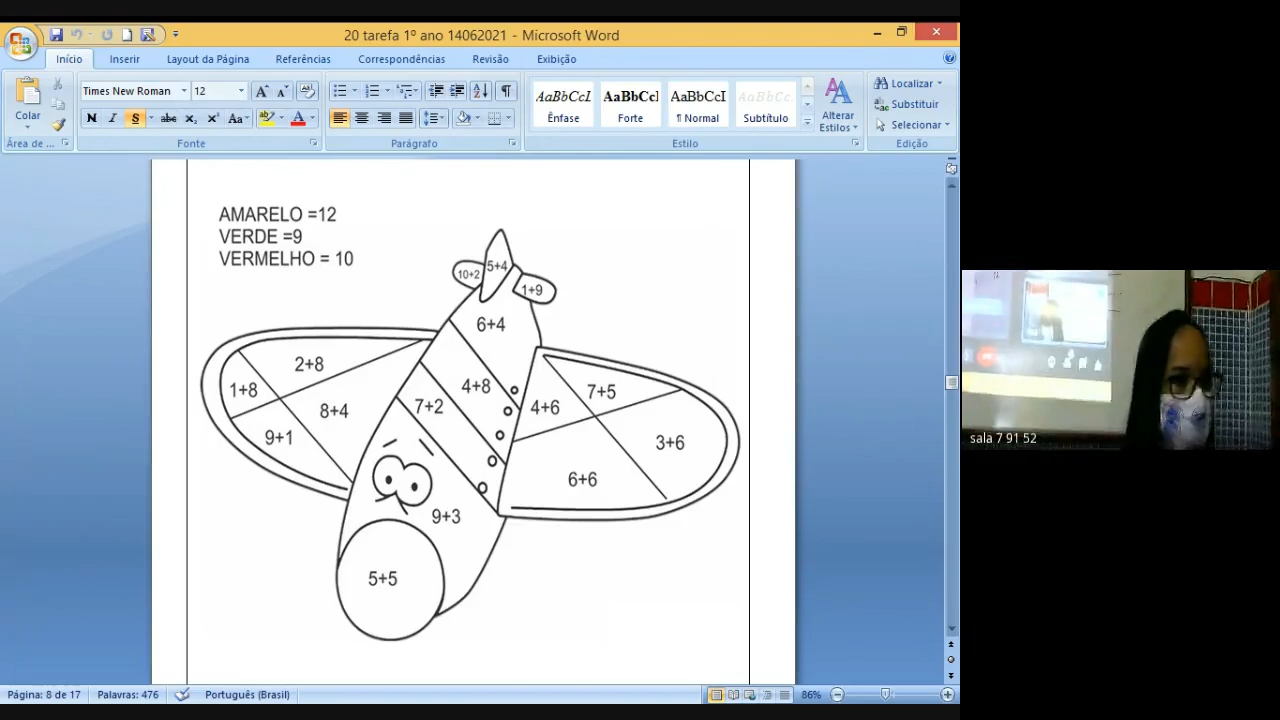 20 tarefa 1º ano 14062021 - Microsoft Word
Início Inserir Layout da Página Referências Correspondências Revisão Exibição
Colar
Times New Roman 12
AaBbCcI AaBbCcI AaBbCcI AaBbCc
Ênfase Forte ¶ Normal Subtítulo
Alterar Estilos
Localizar
Substituir
Selecionar
Área de ... Fonte Parágrafo Estilo Edição
AMARELO =12
VERDE =9
VERMELHO = 10
10+2 5+4 1+9
6+4
2+8
1+8
8+4
9+1
4+8
7+2
7+5
4+6
3+6
6+6
9+3
5+5
sala 7 91 52
Página: 8 de 17 Palavras: 476 Português (Brasil) 86%